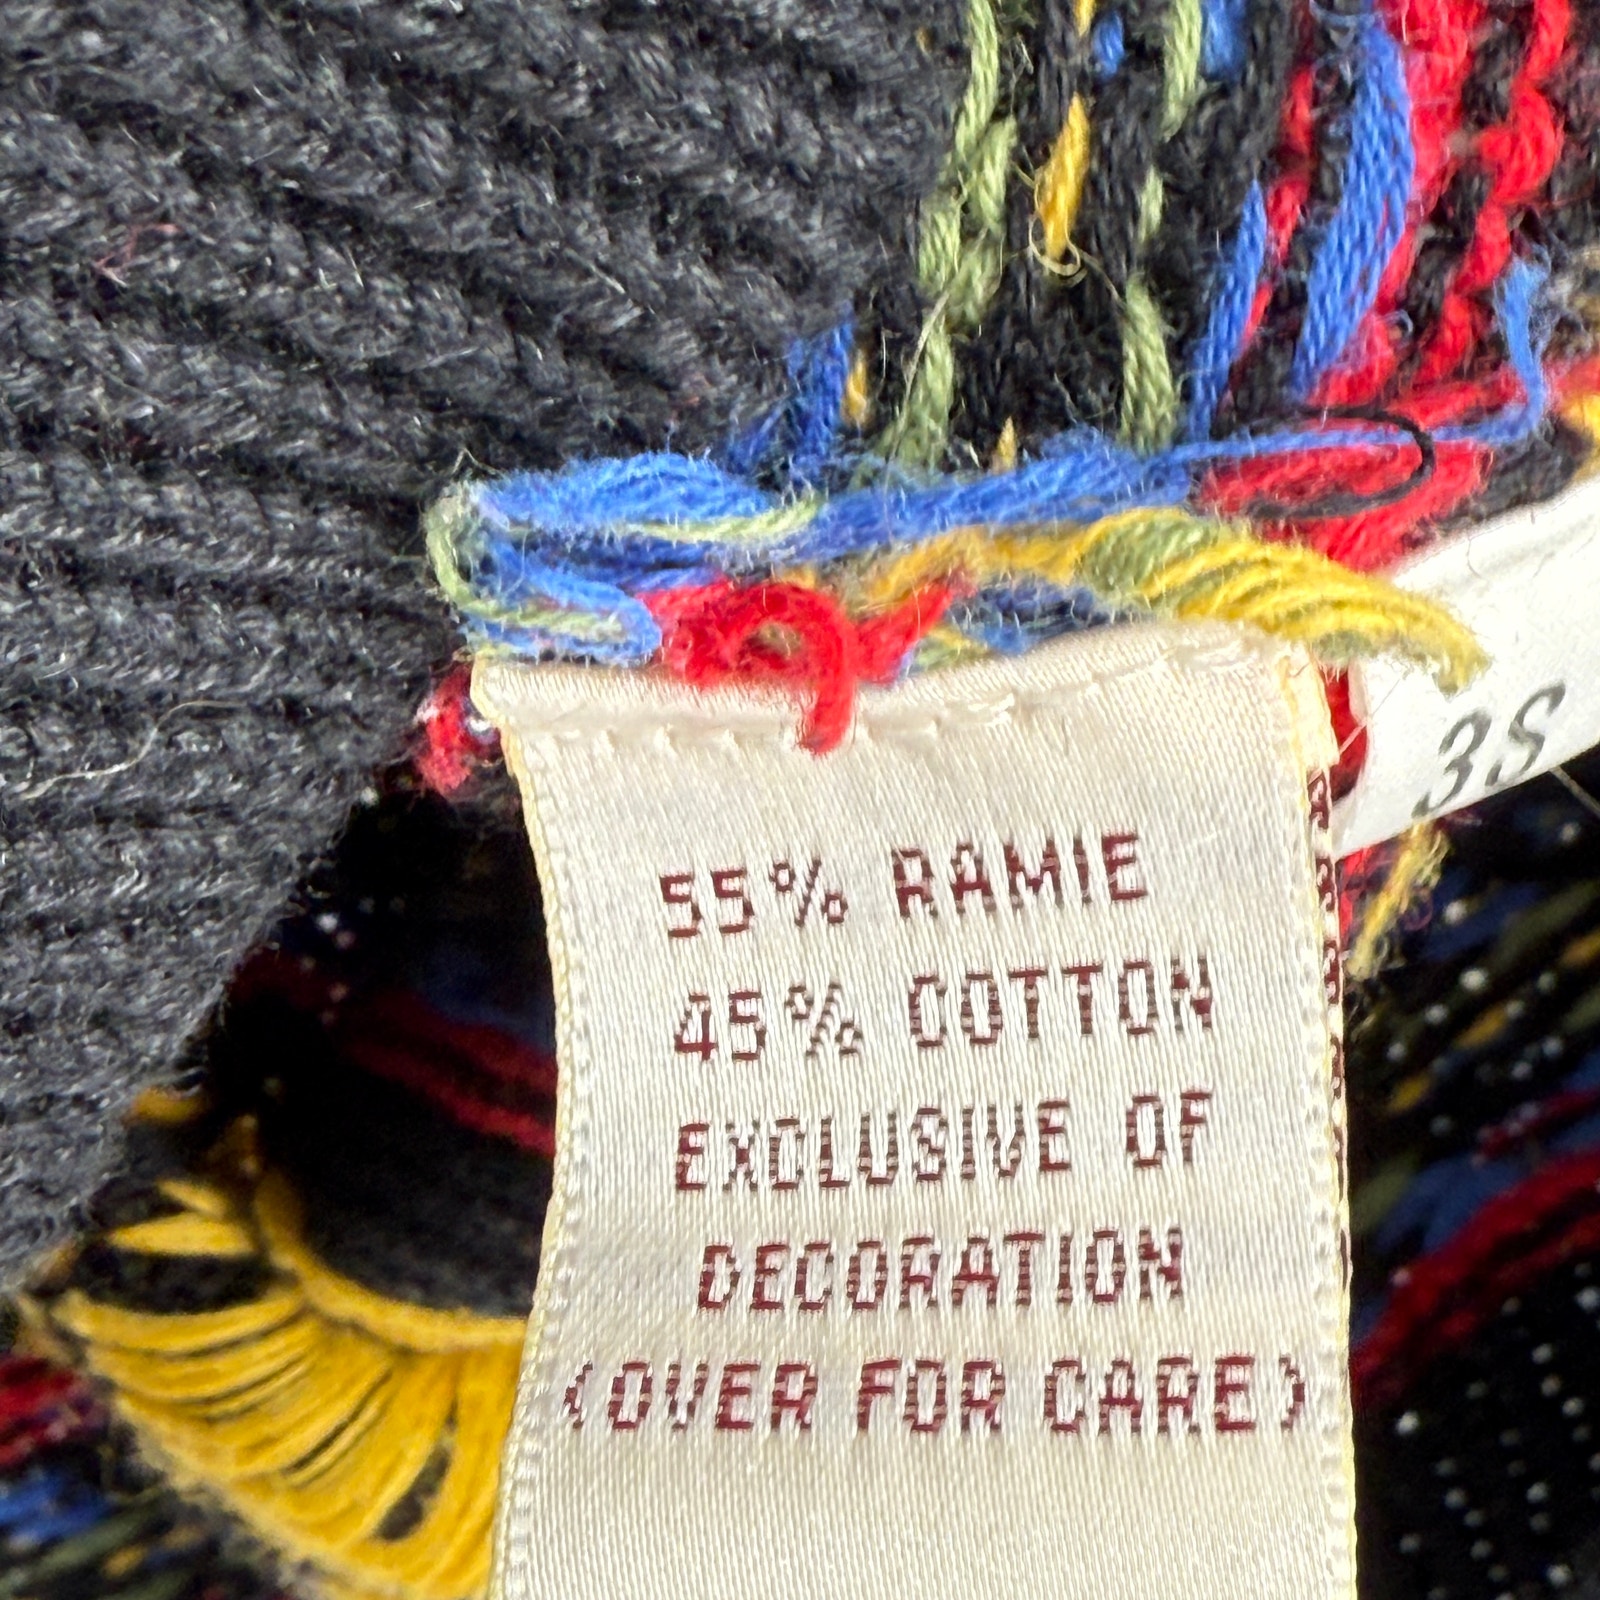 3S
55% RAMIE
45% COTTON
EXCLUSIVE OF
DECORATION
(OVER FOR CARE)